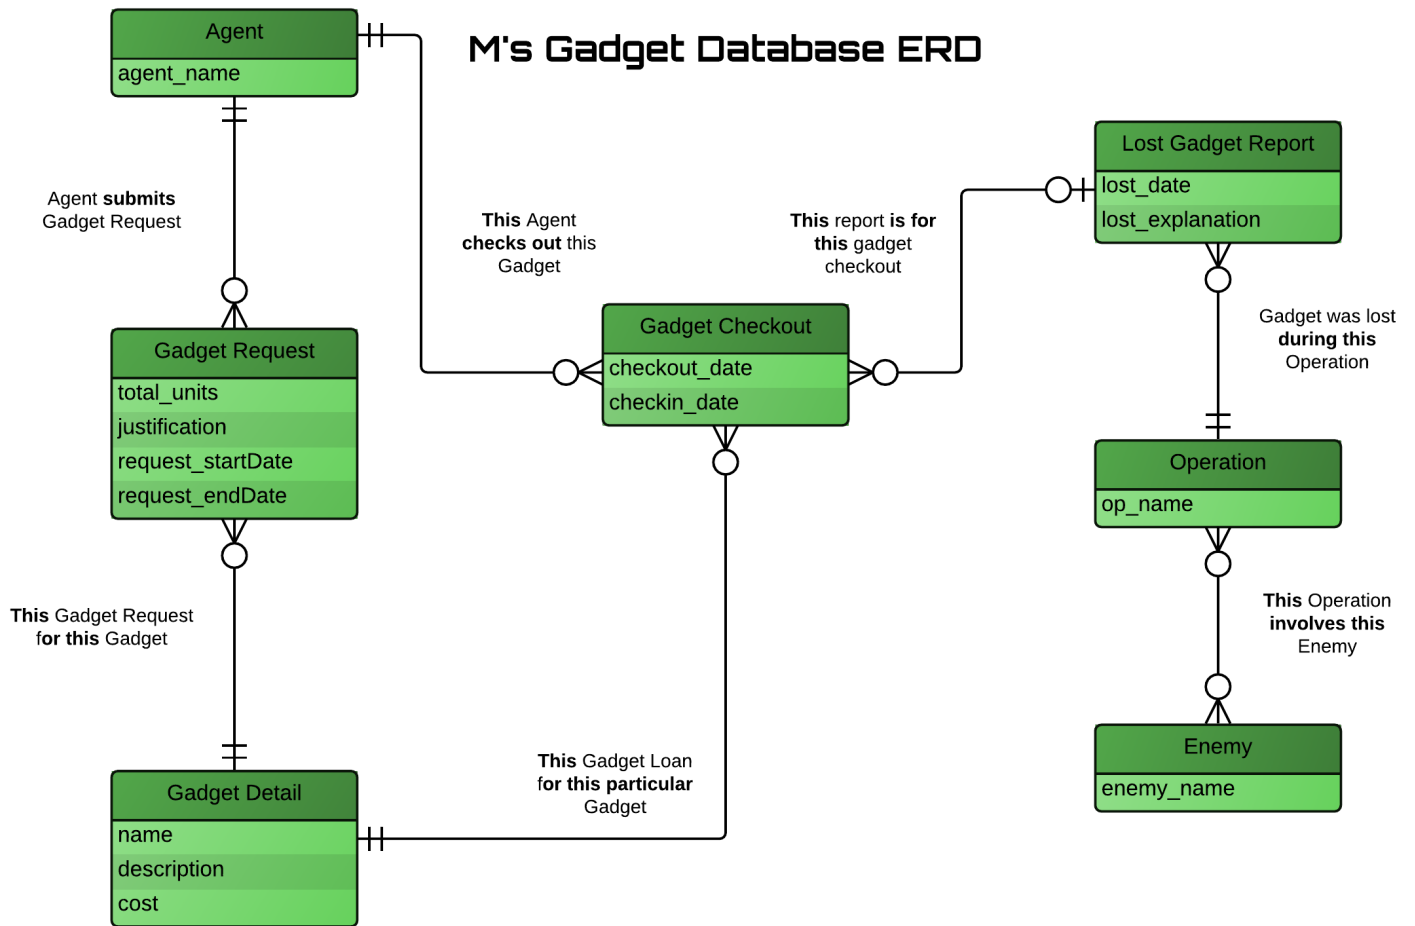 M's Gadget Database ERD
Agent
agent_name
Agent submits
Gadget Request
Gadget Request
total_units
justification
request_startDate
request_endDate
This Gadget Request
for this Gadget
Gadget Detail
name
description
cost
This Agent
checks out this
Gadget
This report is for
this gadget
checkout
Gadget Checkout
checkout_date
checkin_date
This Gadget Loan
for this particular
Gadget
Lost Gadget Report
lost_date
lost_explanation
Gadget was lost
during this
Operation
Operation
op_name
This Operation
involves this
Enemy
Enemy
enemy_name